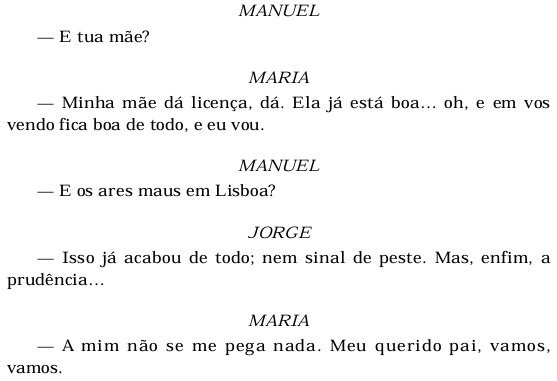 MANUEL
— E tua mãe?
MARIA
— Minha mãe dá licença, dá. Ela já está boa... oh, e em vos
vendo fica boa de todo, e eu vou.
MANUEL
— E os ares maus em Lisboa?
JORGE
— Isso já acabou de todo; nem sinal de peste. Mas, enfim, a
prudência...
MARIA
— A mim não se me pega nada. Meu querido pai, vamos,
vamos.